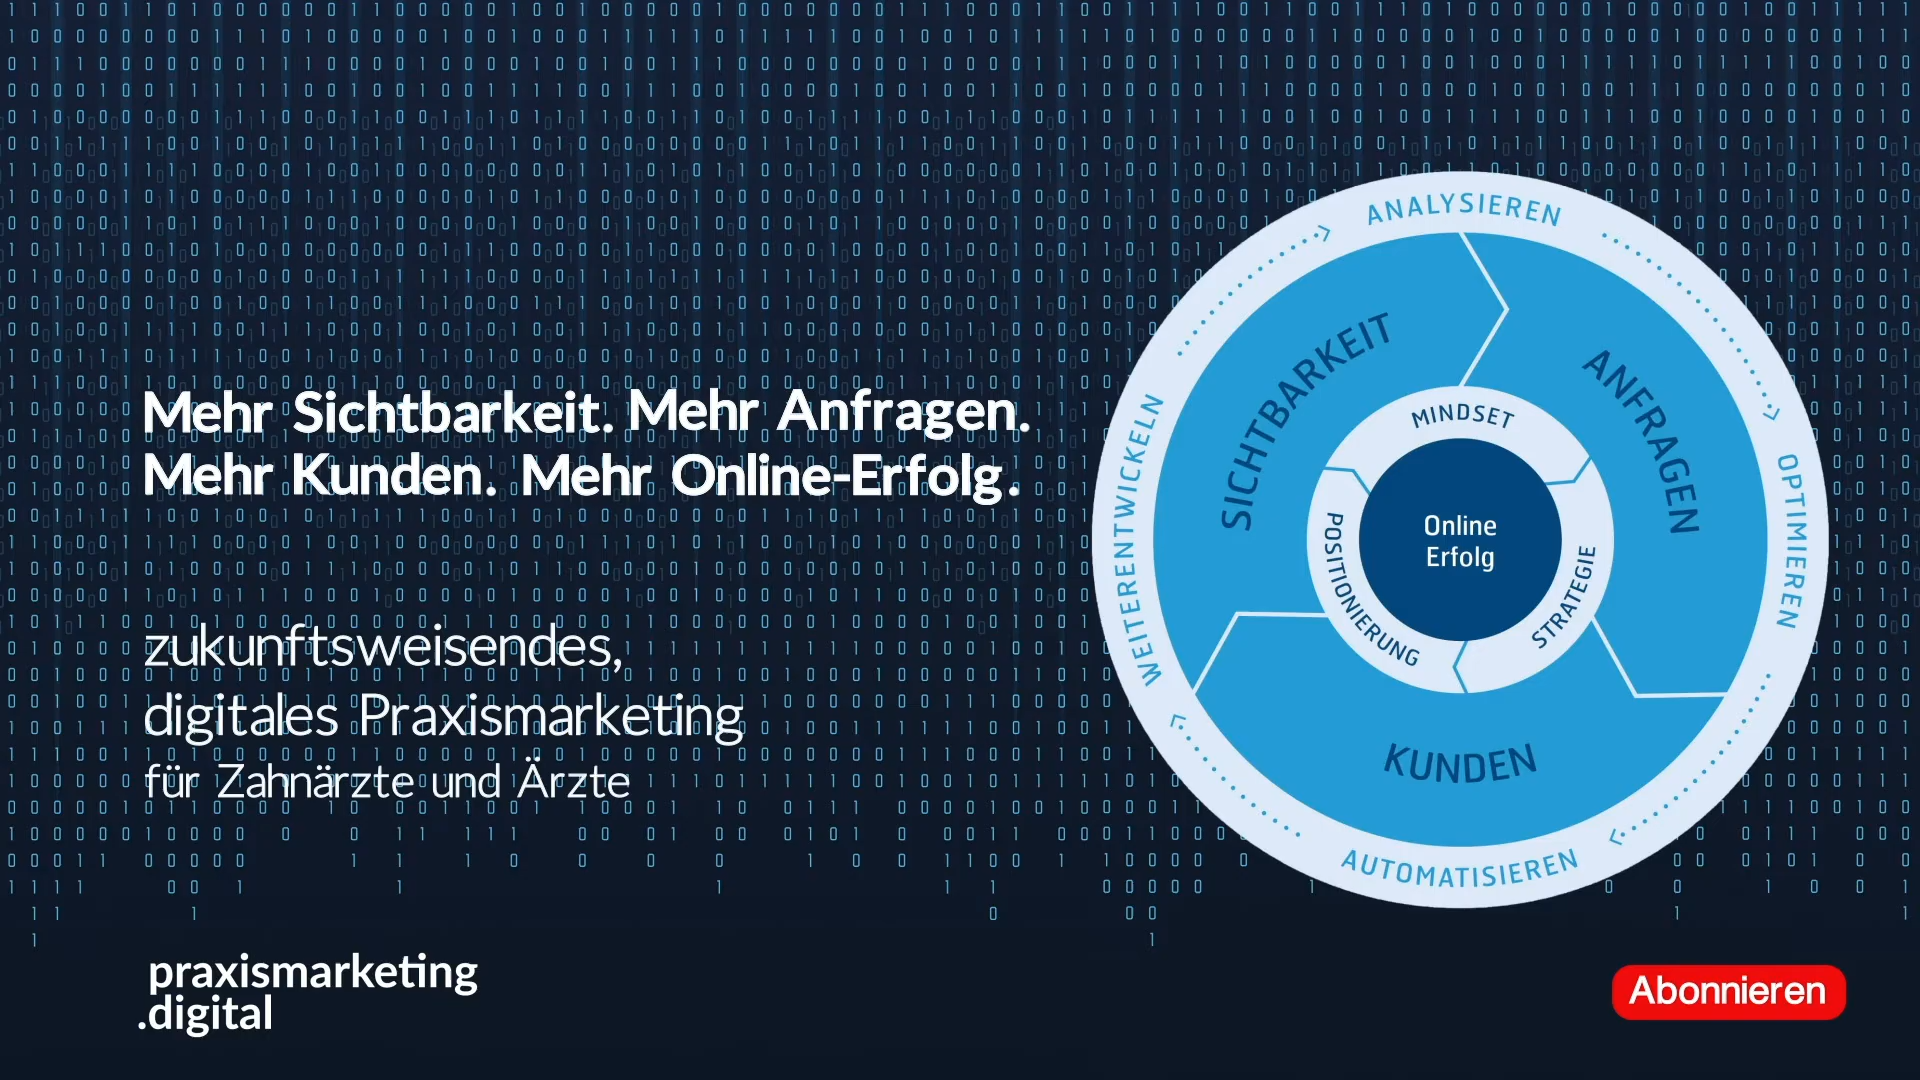 Mehr Sichtbarkeit. Mehr Anfragen.
Mehr Kunden. Mehr Online-Erfolg.
zukunftsweisendes,
digitales Praxismarketing
für Zahnärzte und Ärzte
praxismarketing
.digital
ANALYSIEREN
OPTIMIEREN
AUTOMATISIEREN
WEITERENTWICKELN
SICHTBARKEIT
ANFRAGEN
KUNDEN
MINDSET
STRATEGIE
POSITIONIERUNG
Online
Erfolg
Abonnieren